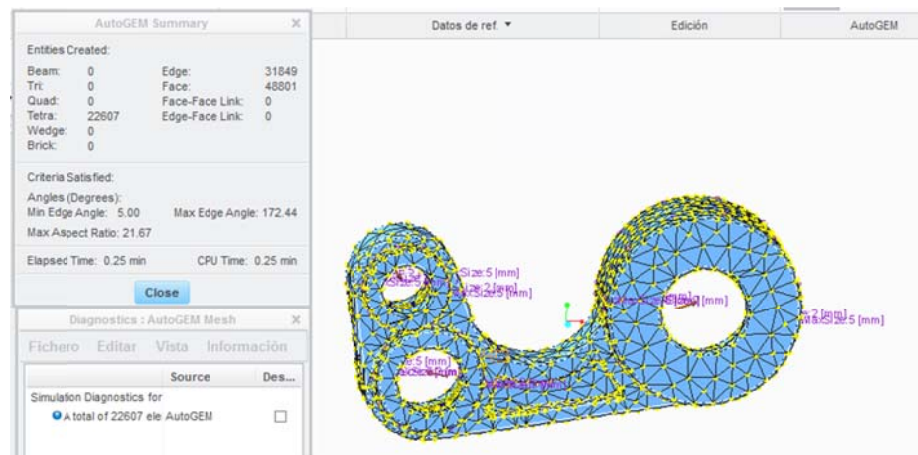 AutoGEM Summary
Entities Created:
Beam: 0 Edge: 31849
Tri: 0 Face: 48801
Quad: 0 Face-Face Link: 0
Tetra: 22607 Edge-Face Link: 0
Wedge: 0
Brick: 0
Criteria Satisfied:
Angles (Degrees):
Min Edge Angle: 5.00 Max Edge Angle: 172.44
Max Aspect Ratio: 21.67
Elapsed Time: 0.25 min CPU Time: 0.25 min
Close
Diagnostics : AutoGEM Mesh
Fichero Editar Vista Información
Source Des...
Simulation Diagnostics for
A total of 22607 ele AutoGEM
Datos de ref. Edición AutoGEM
Size:5 [mm]
MaxSize:5 [mm]